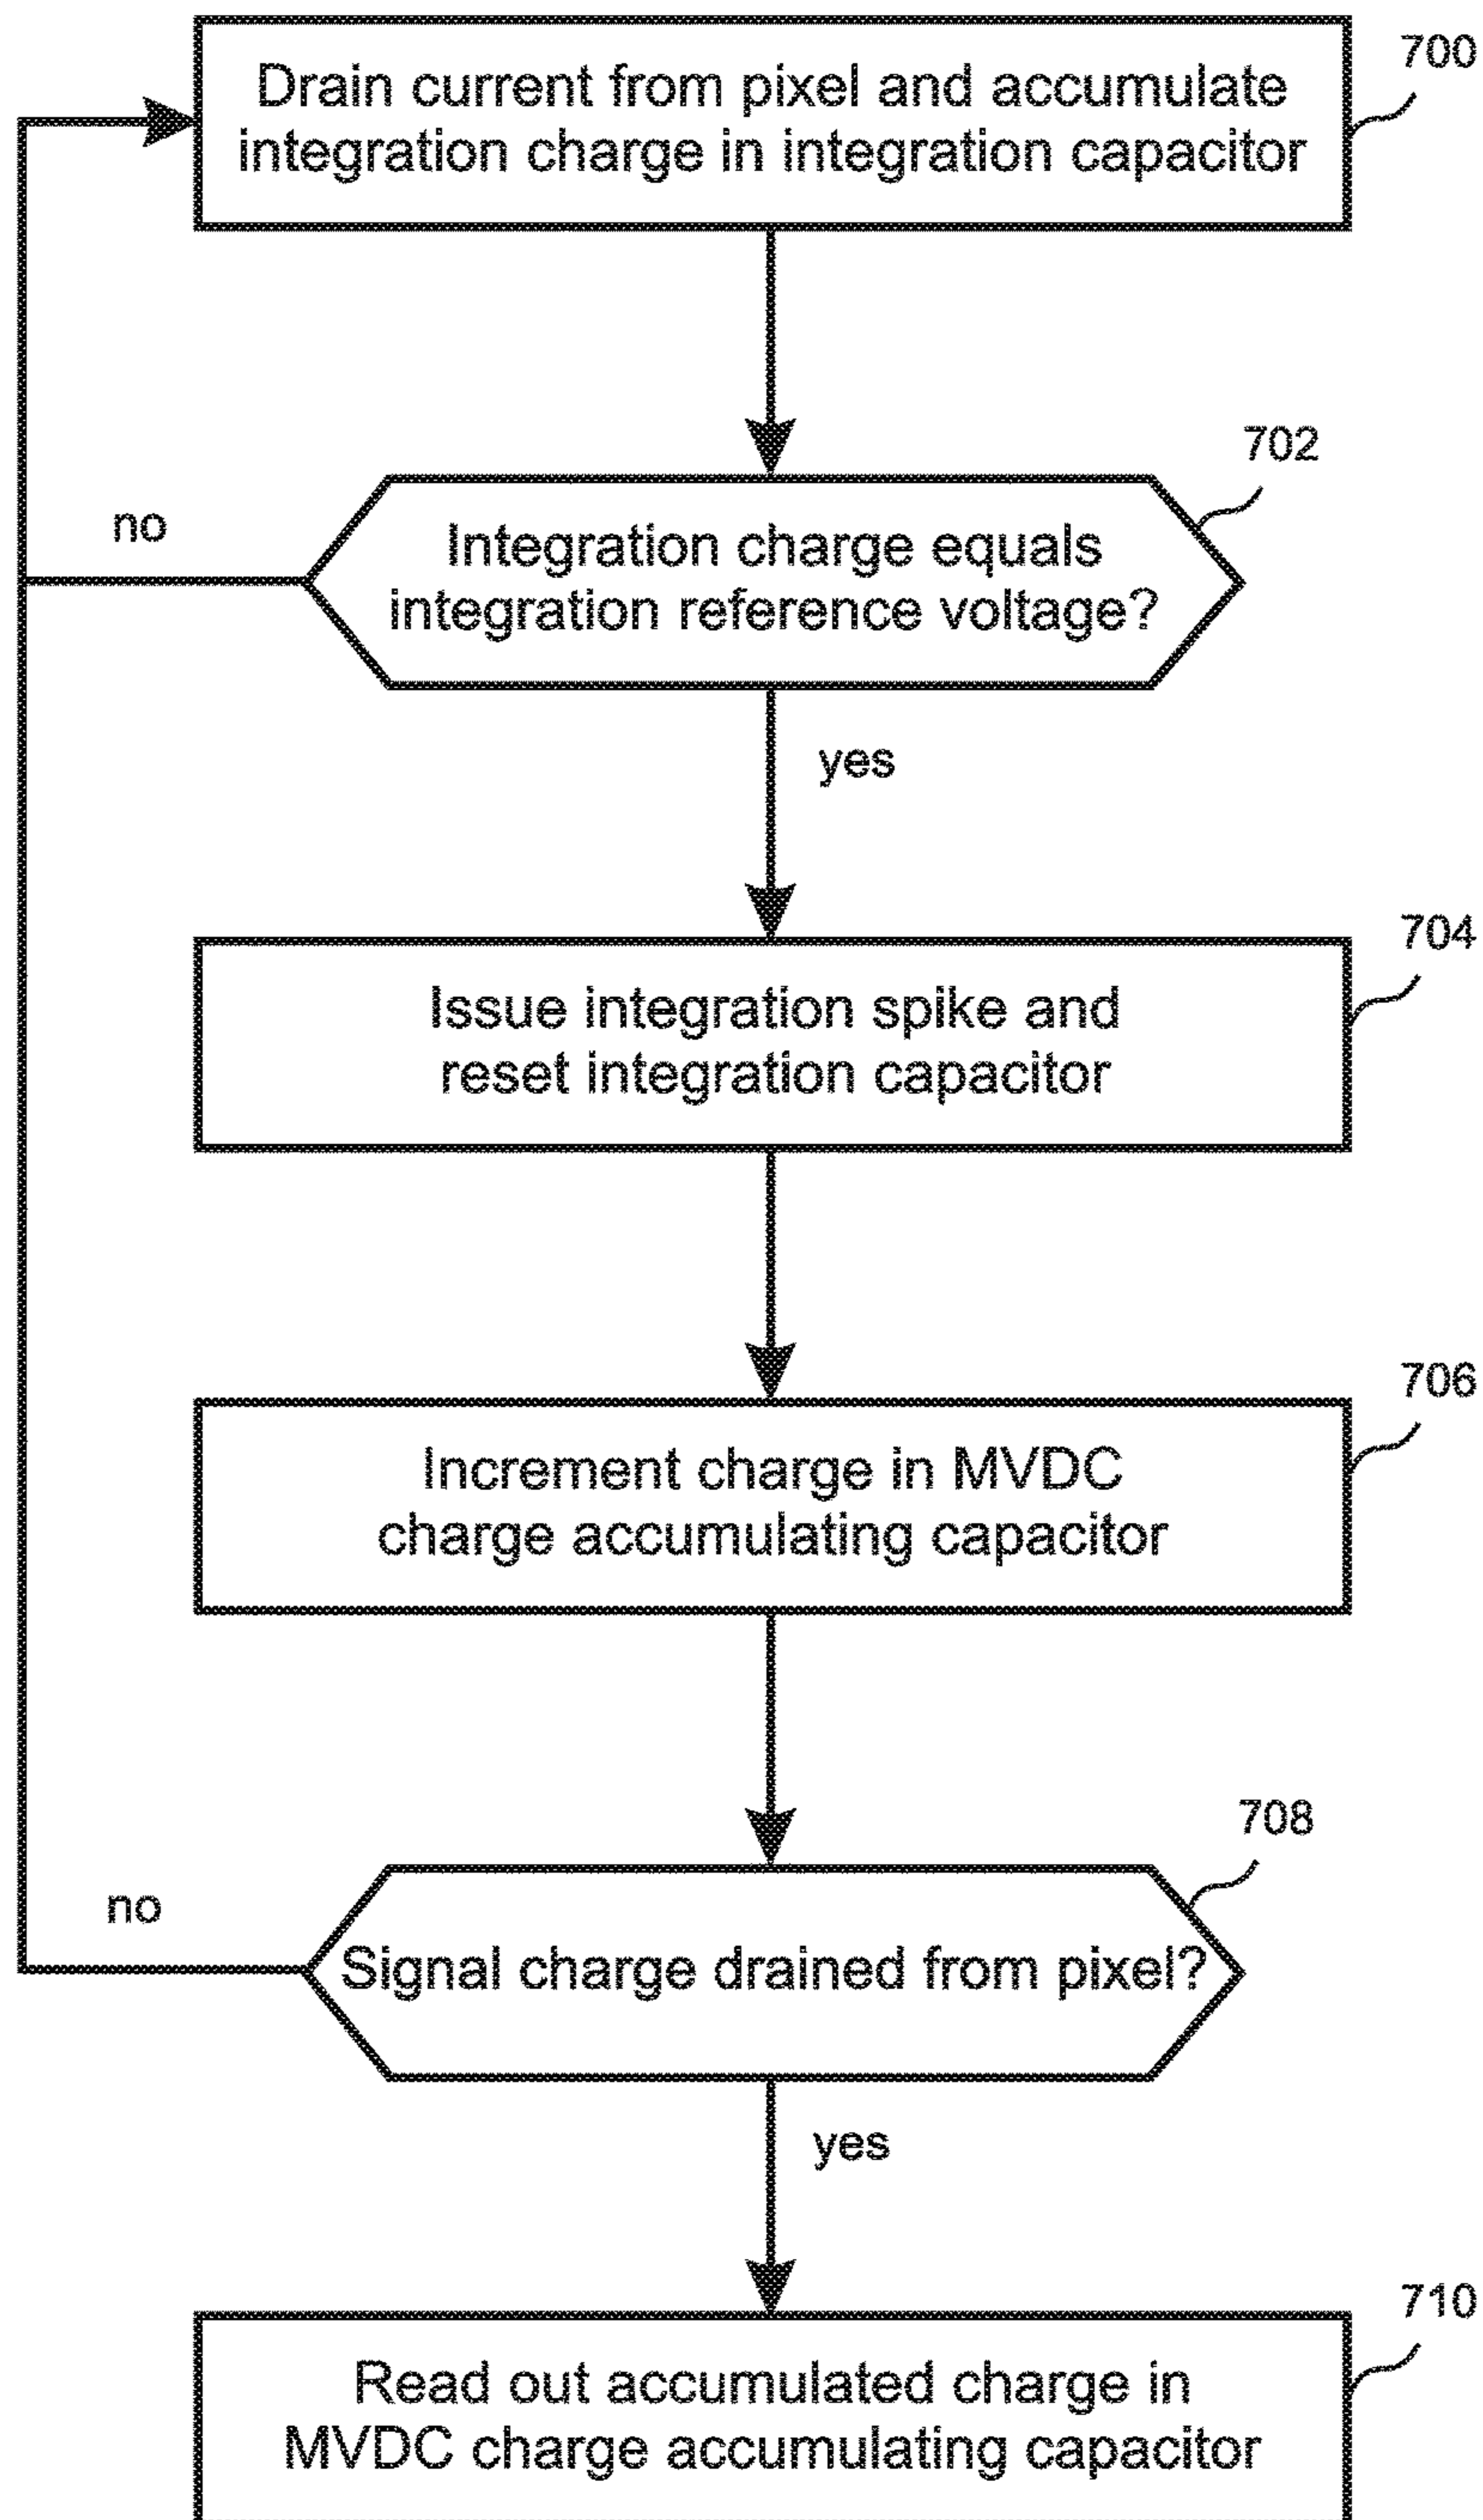 700
Drain current from pixel and accumulate
integration charge in integration capacitor
702
no
Integration charge equals
integration reference voltage?
yes
704
Issue integration spike and
reset integration capacitor
706
Increment charge in MVDC
charge accumulating capacitor
708
no
Signal charge drained from pixel?
yes
710
Read out accumulated charge in
MVDC charge accumulating capacitor